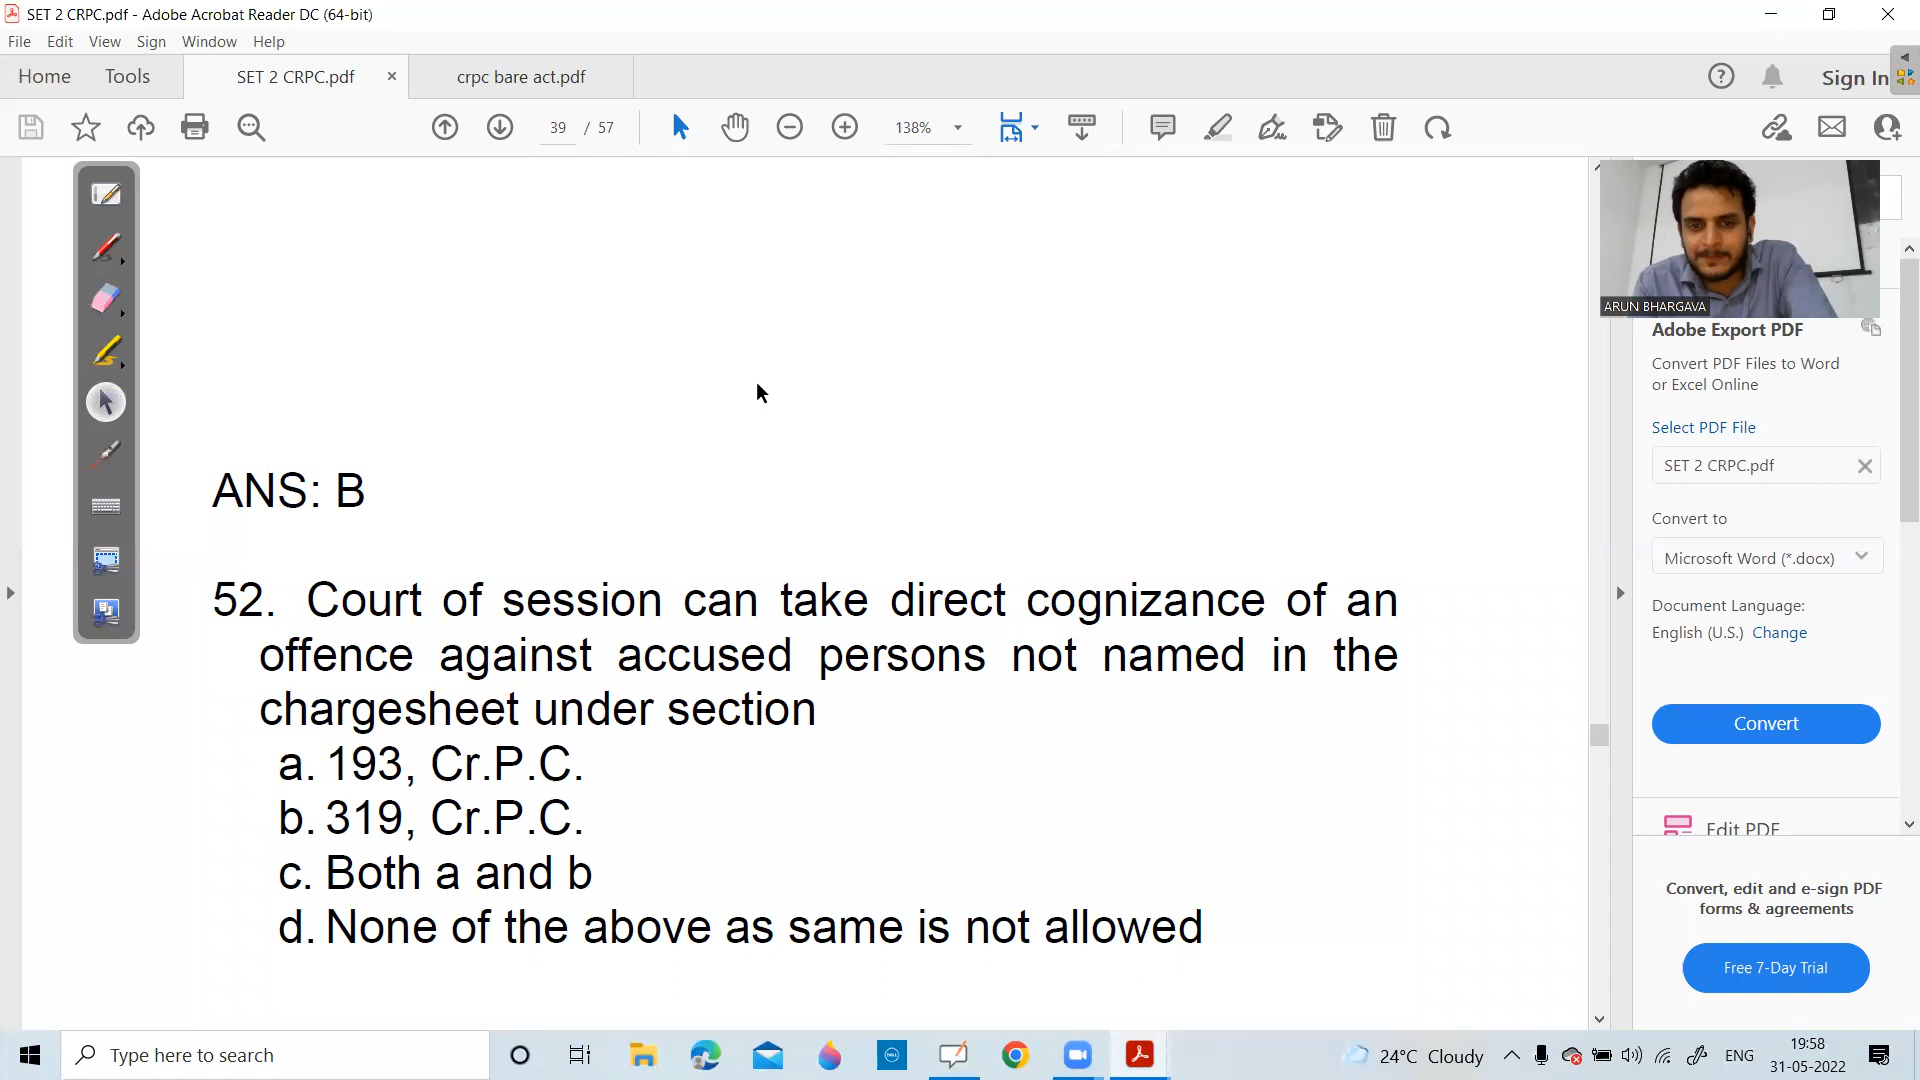 SET 2 CRPC.pdf - Adobe Acrobat Reader DC (64-bit)
File Edit View Sign Window Help
Home Tools SET 2 CRPC.pdf × crpc bare act.pdf Sign In
39 / 57 138%
ARUN BHARGAVA
Adobe Export PDF
Convert PDF Files to Word
or Excel Online
Select PDF File
SET 2 CRPC.pdf
Convert to
Microsoft Word (*.docx)
Document Language:
English (U.S.) Change
Convert
Edit PDF
Convert, edit and e-sign PDF
forms & agreements
Free 7-Day Trial
ANS: B
52. Court of session can take direct cognizance of an
offence against accused persons not named in the
chargesheet under section
a. 193, Cr.P.C.
b. 319, Cr.P.C.
c. Both a and b
d. None of the above as same is not allowed
Type here to search
DELL
24°C Cloudy
ENG
19:58
31-05-2022